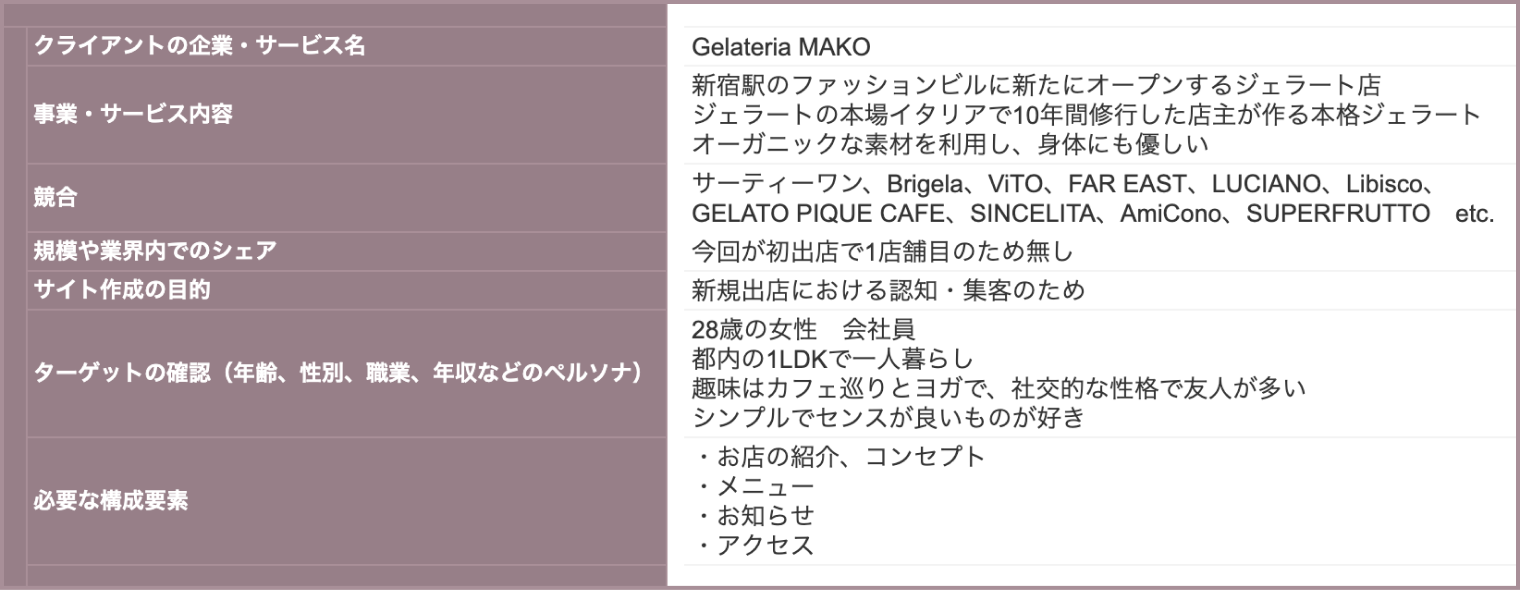 クライアントの企業・サービス名
Gelateria MAKO
事業・サービス内容
新宿駅のファッションビルに新たにオープンするジェラート店
ジェラートの本場イタリアで10年間修行した店主が作る本格ジェラート
オーガニックな素材を利用し、身体にも優しい
競合
サーティーワン、Brigela、ViTO、FAR EAST、LUCIANO、Libisco、
GELATO PIQUE CAFE、SINCELITA、AmiCono、SUPERFRUTTO　etc.
規模や業界内でのシェア
今回が初出店で1店舗目のため無し
サイト作成の目的
新規出店における認知・集客のため
ターゲットの確認（年齢、性別、職業、年収などのペルソナ）
28歳の女性　会社員
都内の1LDKで一人暮らし
趣味はカフェ巡りとヨガで、社交的な性格で友人が多い
シンプルでセンスが良いものが好き
必要な構成要素
・お店の紹介、コンセプト
・メニュー
・お知らせ
・アクセス